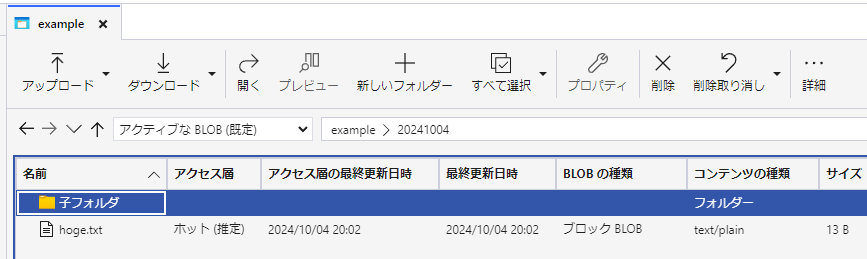 example
アップロード ダウンロード 開く プレビュー 新しいフォルダー すべて選択 プロパティ 削除 削除取り消し 詳細
アクティブな BLOB (既定) example 20241004
名前 アクセス層 アクセス層の最終更新日時 最終更新日時 BLOB の種類 コンテンツの種類 サイズ
子フォルダ フォルダー
hoge.txt ホット (推定) 2024/10/04 20:02 2024/10/04 20:02 ブロック BLOB text/plain 13 B